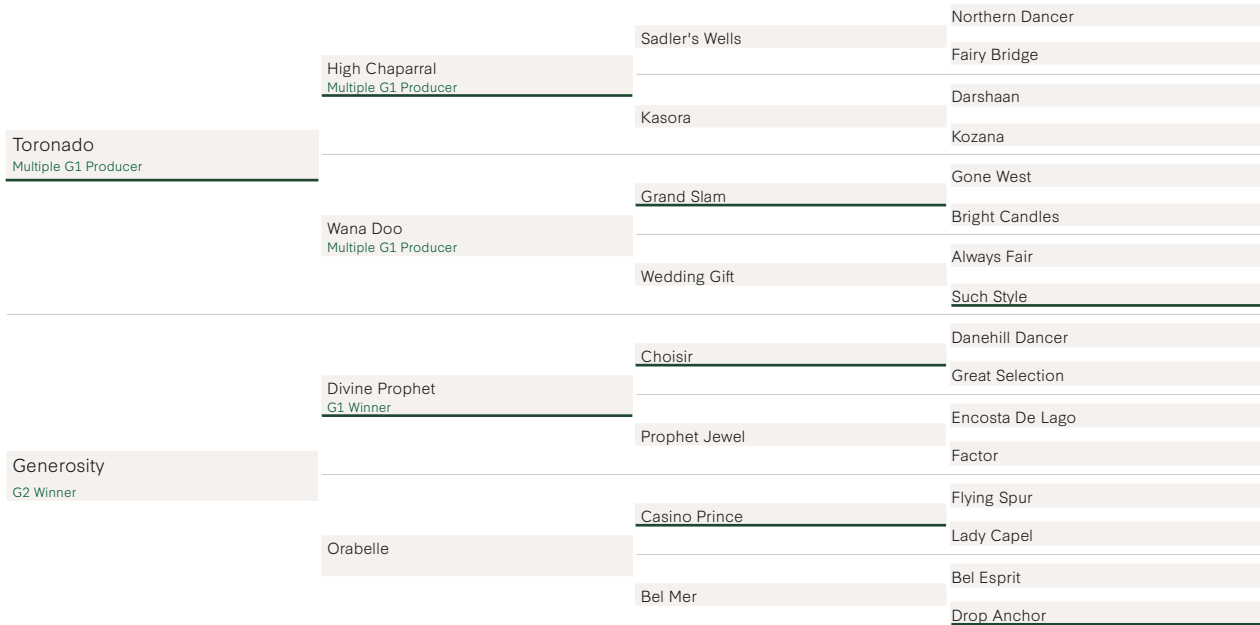 Toronado
Multiple G1 Producer
Generosity
G2 Winner
High Chaparral
Multiple G1 Producer
Wana Doo
Multiple G1 Producer
Divine Prophet
G1 Winner
Orabelle
Sadler's Wells
Kasora
Grand Slam
Wedding Gift
Choisir
Prophet Jewel
Casino Prince
Bel Mer
Northern Dancer
Fairy Bridge
Darshaan
Kozana
Gone West
Bright Candles
Always Fair
Such Style
Danehill Dancer
Great Selection
Encosta De Lago
Factor
Flying Spur
Lady Capel
Bel Esprit
Drop Anchor